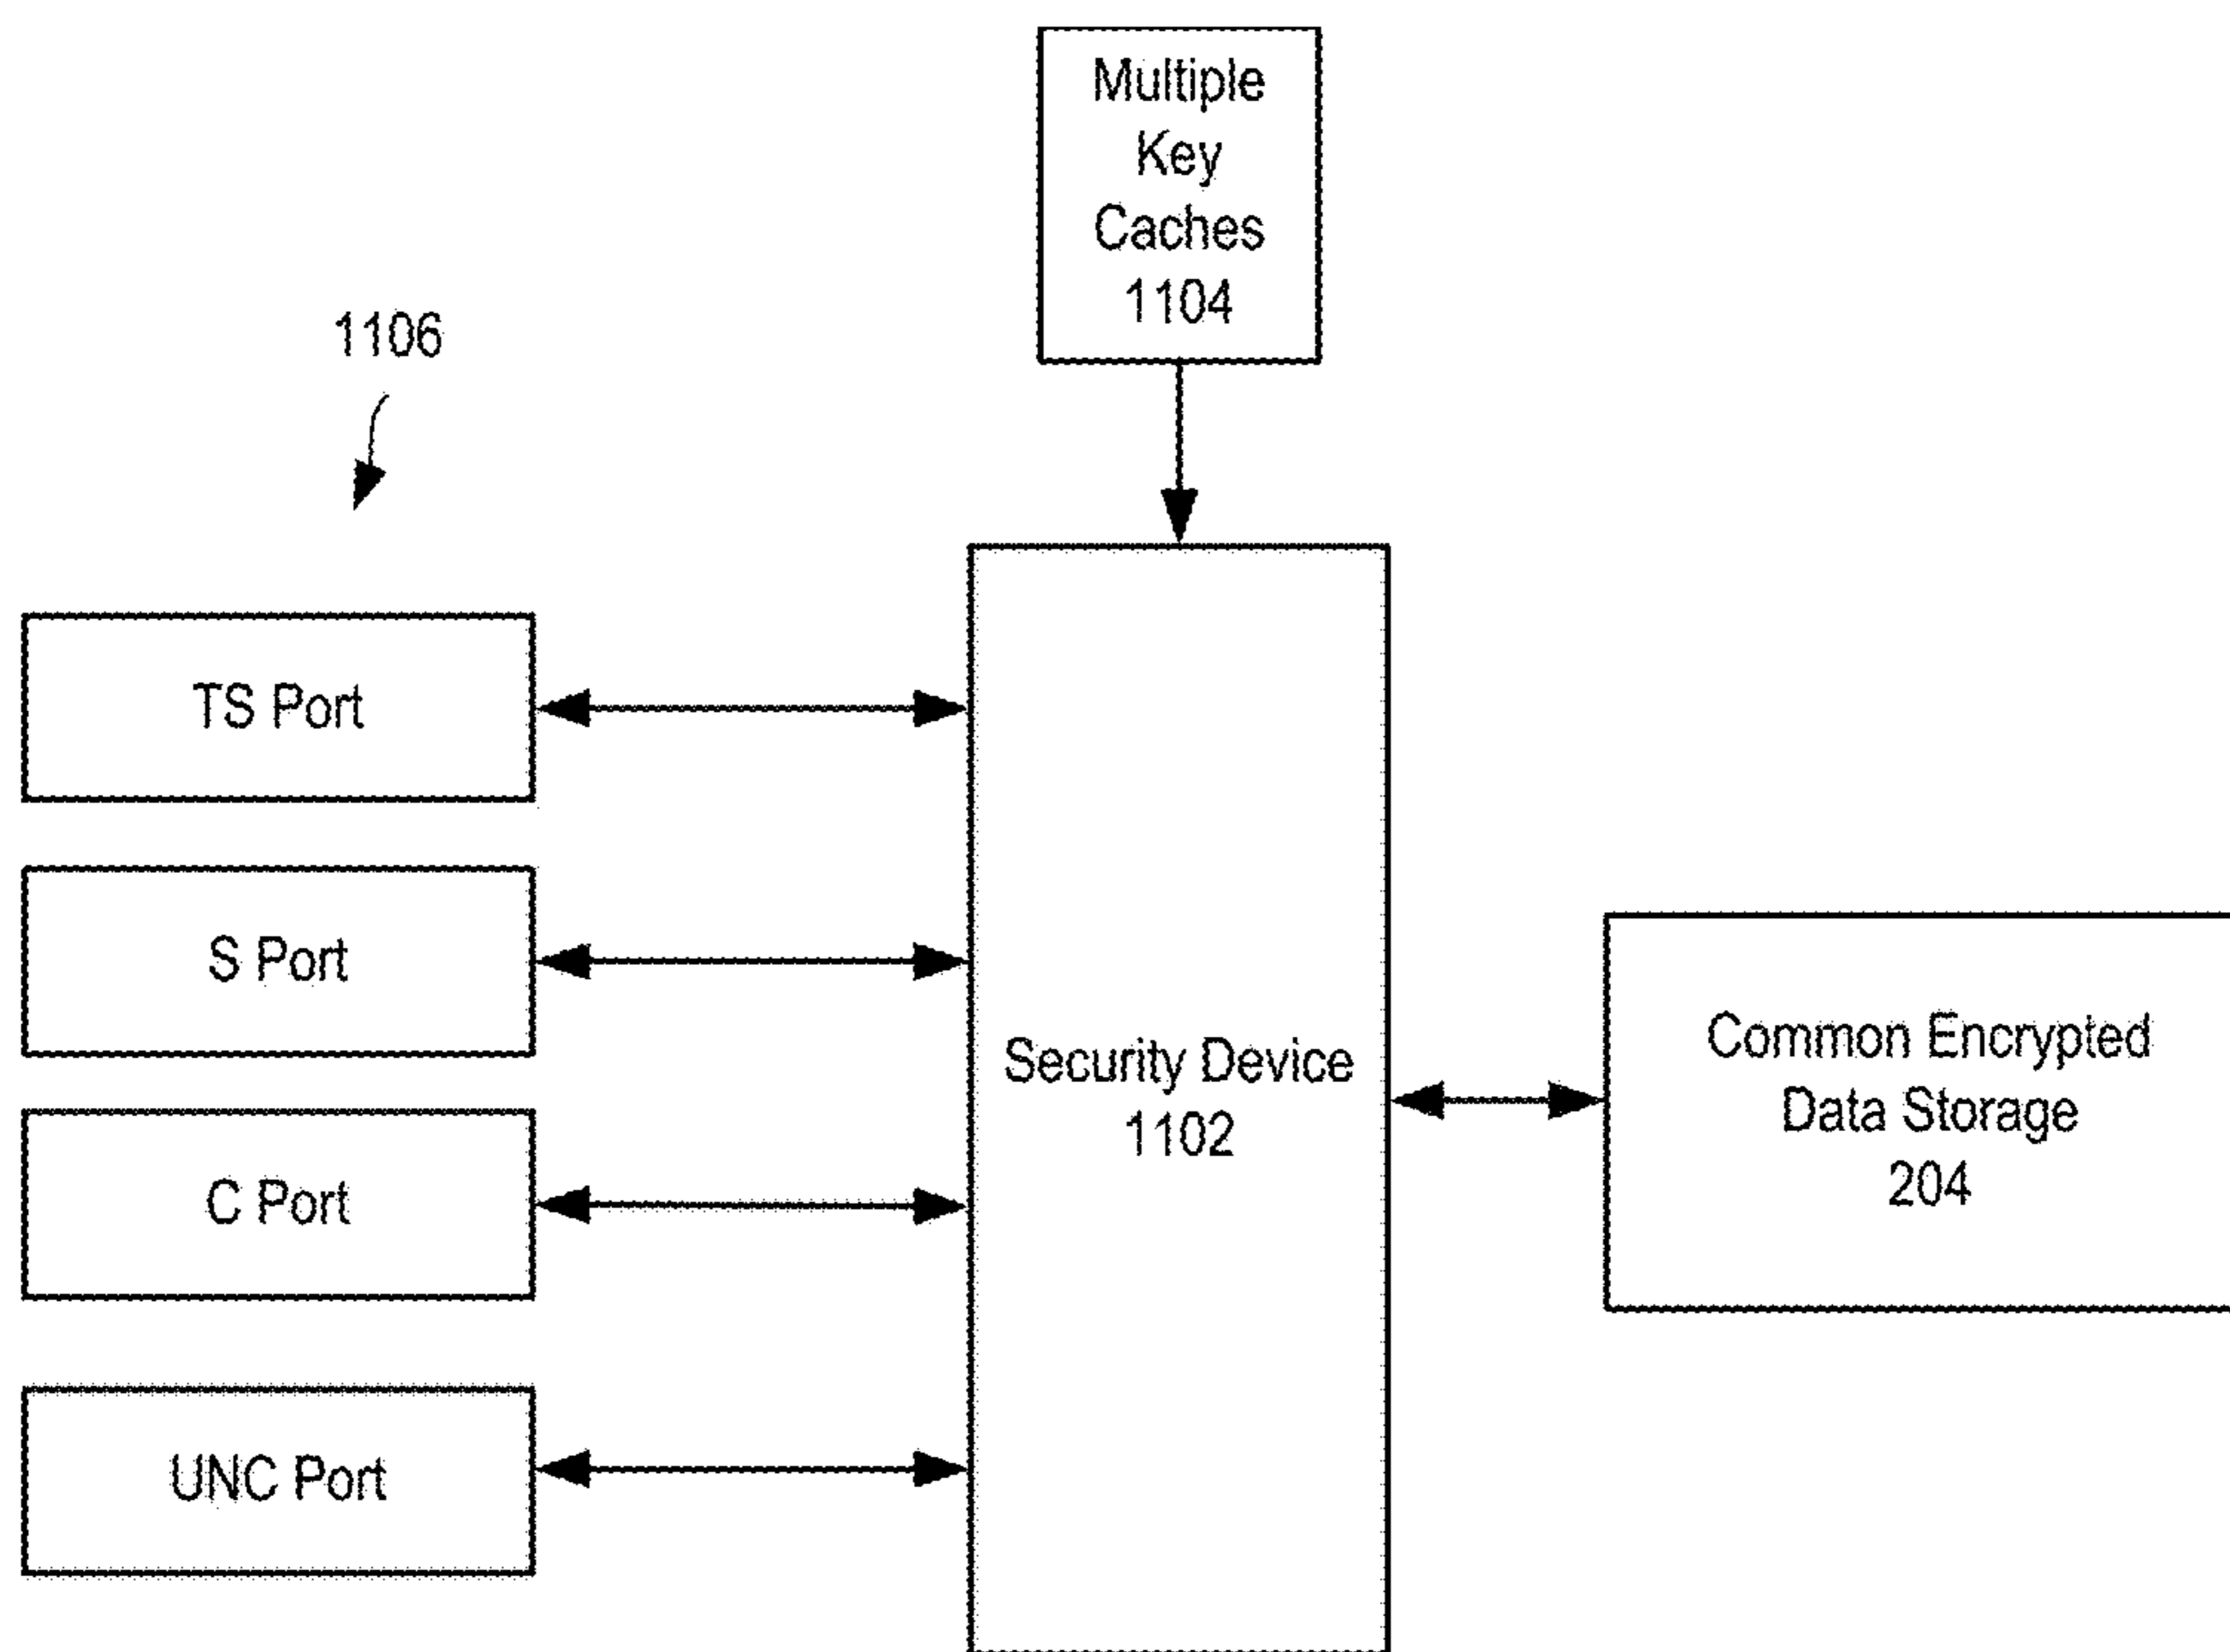 Multiple
Key
Caches
1104
1106
TS Port
S Port
C Port
UNC Port
Security Device
1102
Common Encrypted
Data Storage
204